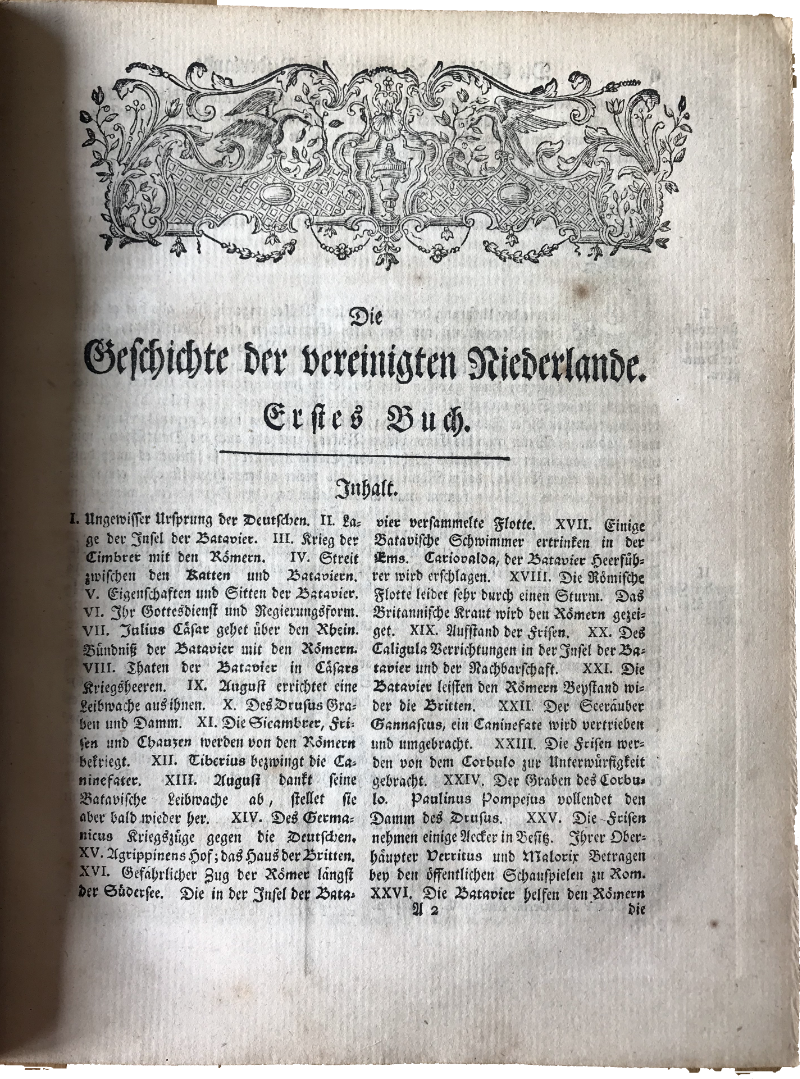 Die
Geschichte der vereinigten Niederlande.
Erstes Buch.
Inhalt.
I. Ungewisser Ursprung der Deutschen. II. La-
ge der Insel der Batavier. III. Krieg der
Cimbrer mit den Römern. IV. Streit
zwischen den Katten und Bataviern.
V. Eigenschaften und Sitten der Batavier.
VI. Ihr Gottesdienst und Regierungsform.
VII. Julius Cäsar gehet über den Rhein.
Bündniß der Batavier mit den Römern.
VIII. Thaten der Batavier in Cäsars
Kriegsheeren. IX. August errichtet eine
Leibwache aus ihnen. X. Des Drusus Gra-
ben und Damm. XI. Die Sicambrer, Fri-
sen und Chauzen werden von den Römern
bekriegt. XII. Tiberius bezwingt die Ca-
ninefater. XIII. August dankt seine
Batavische Leibwache ab, stellet sie
aber bald wieder her. XIV. Des Germa-
nicus Kriegszüge gegen die Deutschen.
XV. Agrippinens Hof; das Haus der Britten.
XVI. Gefährlicher Zug der Römer längst
der Südersee. Die in der Insel der Bata-
vier versammelte Flotte. XVII. Einige
Batavische Schwimmer ertrinken in der
Ems. Cariovalda, der Batavier Heerfüh-
rer wird erschlagen. XVIII. Die Römische
Flotte leidet sehr durch einen Sturm. Das
Britannische Kraut wird den Römern gezei-
get. XIX. Aufstand der Frisen. XX. Des
Caligula Verrichtungen in der Insel der Ba-
tavier und der Nachbarschaft. XXI. Die
Batavier leisten den Römern Beystand wi-
der die Britten. XXII. Der Seeräuber
Gannascus, ein Caninefate wird vertrieben
und umgebracht. XXIII. Die Frisen wer-
den von dem Corbulo zur Unterwürfigkeit
gebracht. XXIV. Der Graben des Corbu-
lo. Paulinus Pompejus vollendet den
Damm des Drusus. XXV. Die Frisen
nehmen einige Aecker in Besitz. Ihrer Ober-
häupter Verritus und Malorix Betragen
bey den öffentlichen Schauspielen zu Rom.
XXVI. Die Batavier helfen den Römern
A 2
die